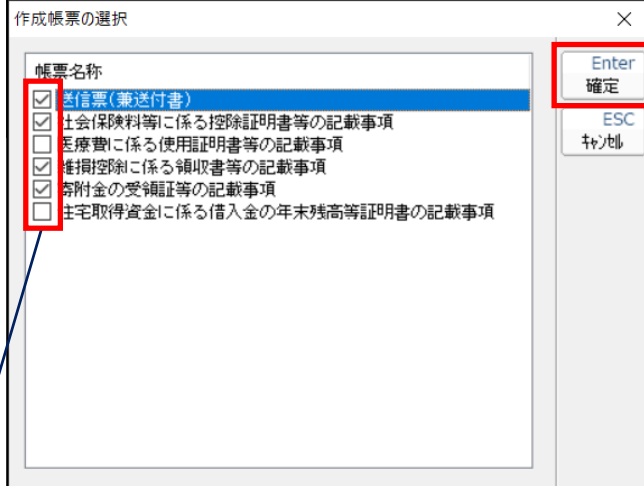 作成帳票の選択
帳票名称
送信票(兼送付書)
社会保険料等に係る控除証明書等の記載事項
医療費に係る使用証明書等の記載事項
雑損控除に係る領収書等の記載事項
寄附金の受領証等の記載事項
住宅取得資金に係る借入金の年末残高等証明書の記載事項
Enter
確定
ESC
ｷｬﾝｾﾙ